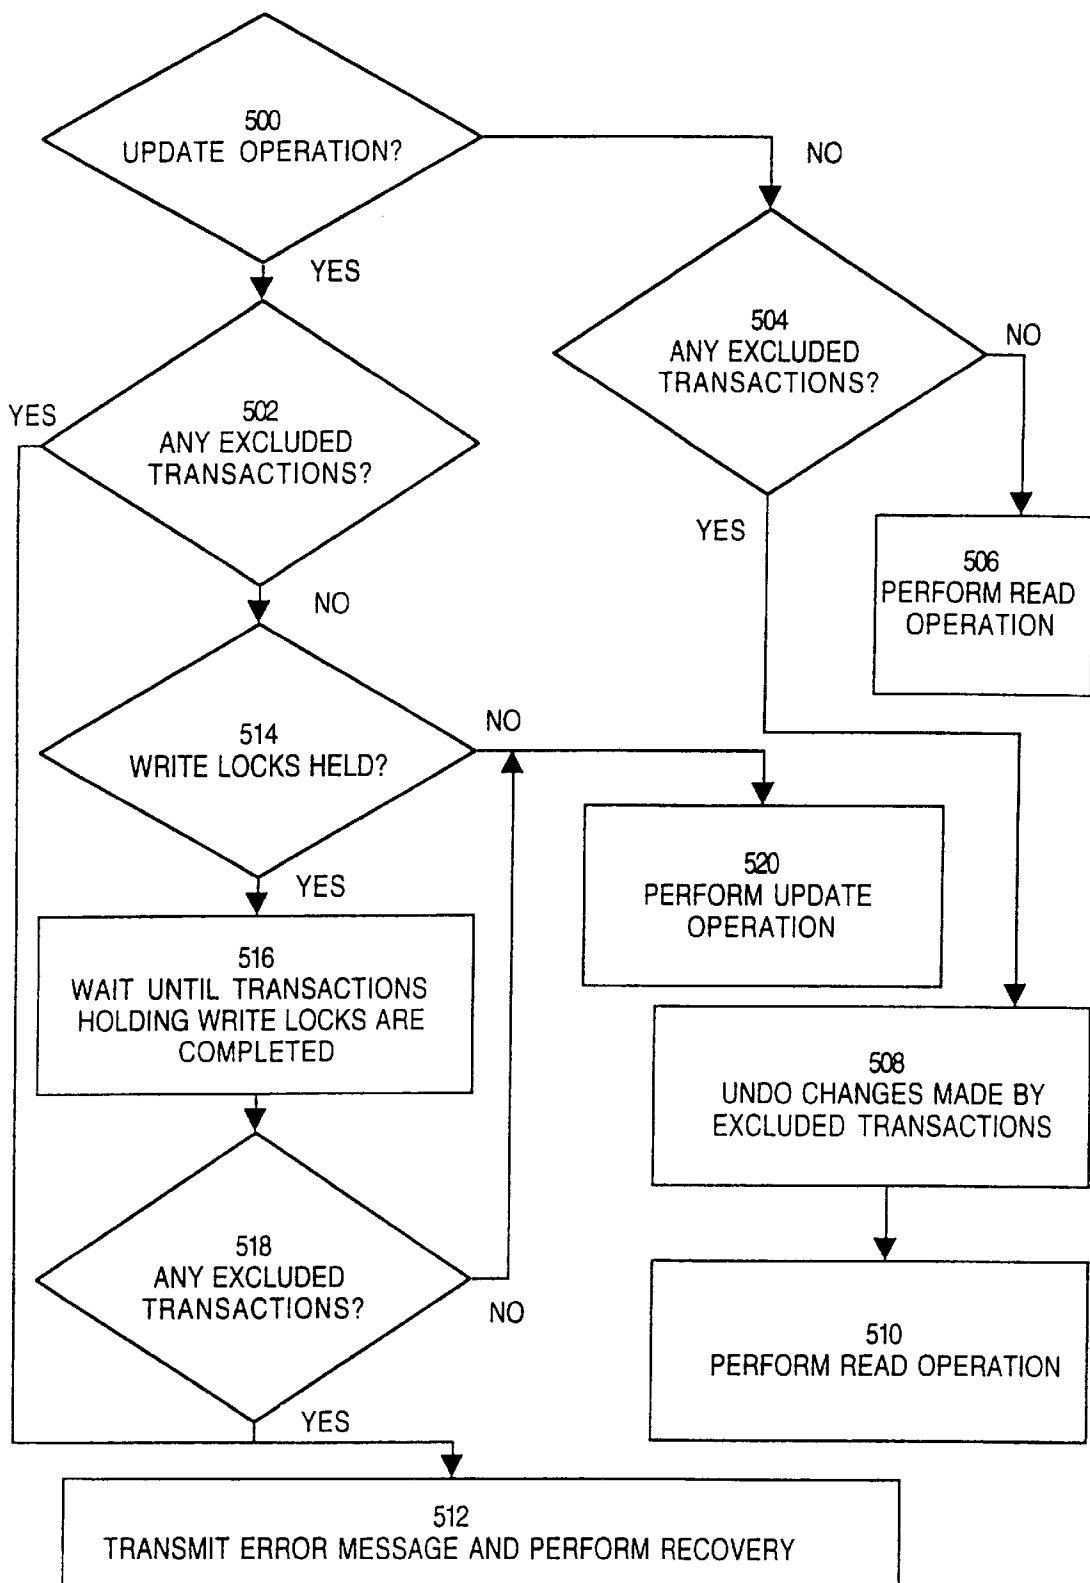 500
UPDATE OPERATION?
NO
YES
504
ANY EXCLUDED
TRANSACTIONS?
NO
YES
502
ANY EXCLUDED
TRANSACTIONS?
YES
506
PERFORM READ
OPERATION
NO
514
WRITE LOCKS HELD?
NO
520
PERFORM UPDATE
OPERATION
YES
516
WAIT UNTIL TRANSACTIONS
HOLDING WRITE LOCKS ARE
COMPLETED
508
UNDO CHANGES MADE BY
EXCLUDED TRANSACTIONS
518
ANY EXCLUDED
TRANSACTIONS?
NO
510
PERFORM READ OPERATION
YES
512
TRANSMIT ERROR MESSAGE AND PERFORM RECOVERY